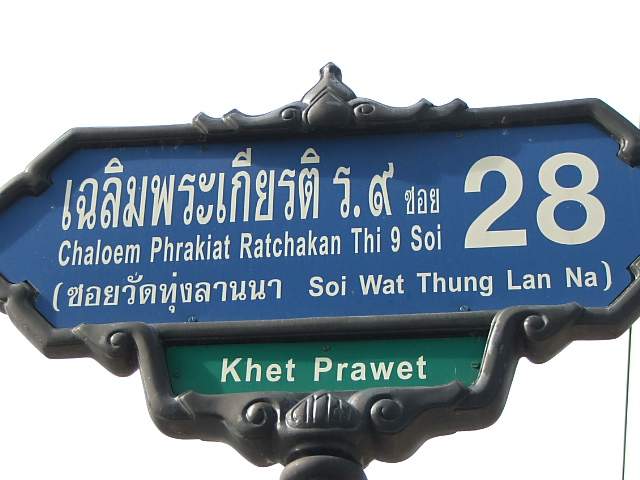 เฉลิมพระเกียรติ ร.๙ ซอย 28
Chaloem Phrakiat Ratchakan Thi 9 Soi
(ซอยวัดทุ่งลานนา Soi Wat Thung Lan Na)
Khet Prawet